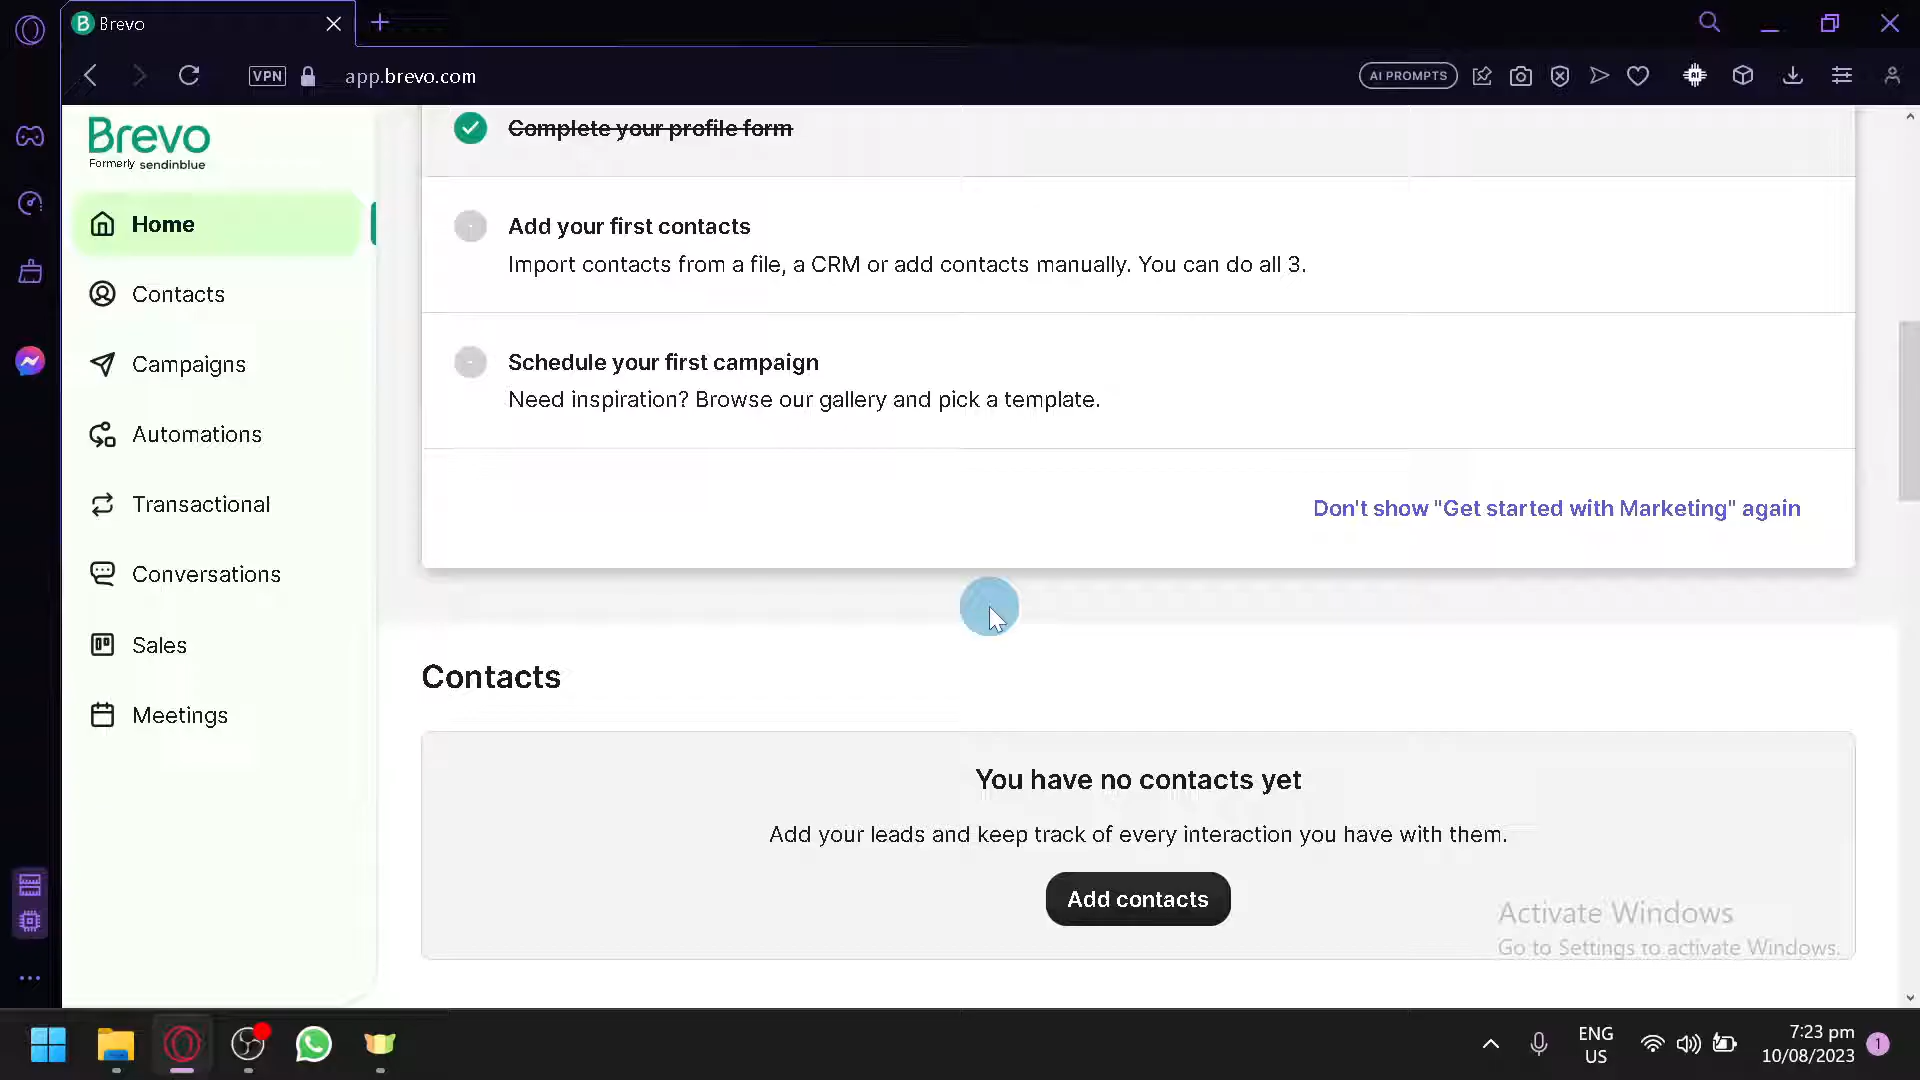 Brevo
VPN
app.brevo.com
AI PROMPTS
Brevo
Formerly sendinblue
Home
Contacts
Campaigns
Automations
Transactional
Conversations
Sales
Meetings
Complete your profile form
Add your first contacts
Import contacts from a file, a CRM or add contacts manually. You can do all 3.
Schedule your first campaign
Need inspiration? Browse our gallery and pick a template.
Don't show "Get started with Marketing" again
Contacts
You have no contacts yet
Add your leads and keep track of every interaction you have with them.
Add contacts
Activate Windows
Go to Settings to activate Windows.
ENG
US
7:23 pm
10/08/2023
1